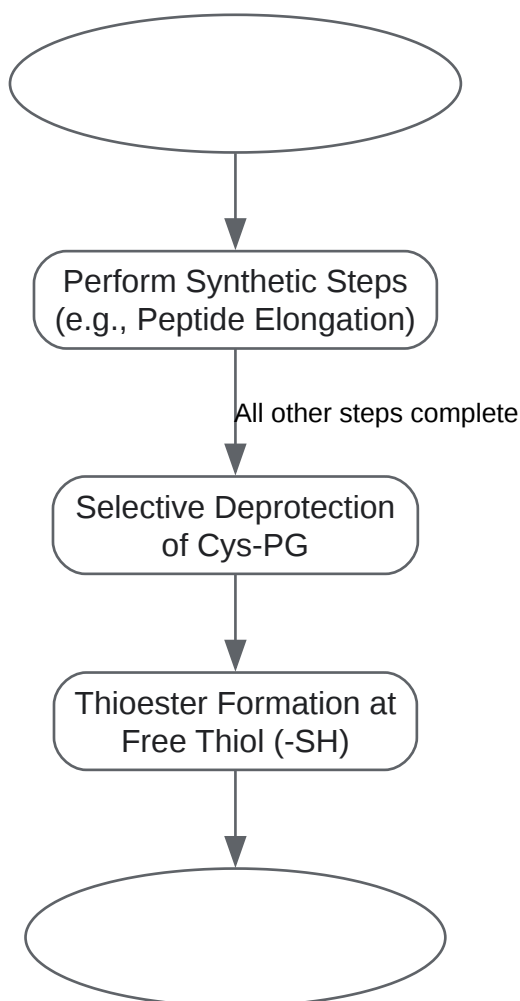 Perform Synthetic Steps
(e.g., Peptide Elongation)
All other steps complete
Selective Deprotection
of Cys-PG
Thioester Formation at
Free Thiol (-SH)